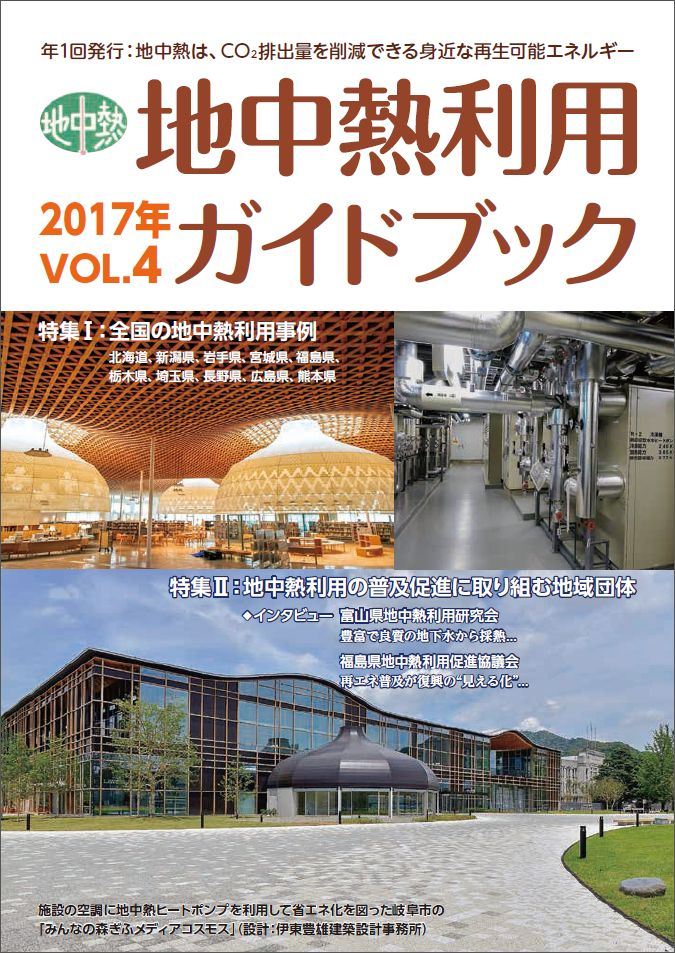 年1回発行：地中熱は、CO₂排出量を削減できる身近な再生可能エネルギー
地中熱
地中熱利用
2017年
VOL.4
ガイドブック
特集Ⅰ：全国の地中熱利用事例
北海道、新潟県、岩手県、宮城県、福島県、
栃木県、埼玉県、長野県、広島県、熊本県
特集Ⅱ：地中熱利用の普及促進に取り組む地域団体
◆インタビュー 富山県地中熱利用研究会
豊富で良質の地下水から採熱...
福島県地中熱利用促進協議会
再エネ普及が復興の“見える化”...
施設の空調に地中熱ヒートポンプを利用して省エネ化を図った岐阜市の
「みんなの森ぎふメディアコスモス」（設計：伊東豊雄建築設計事務所）